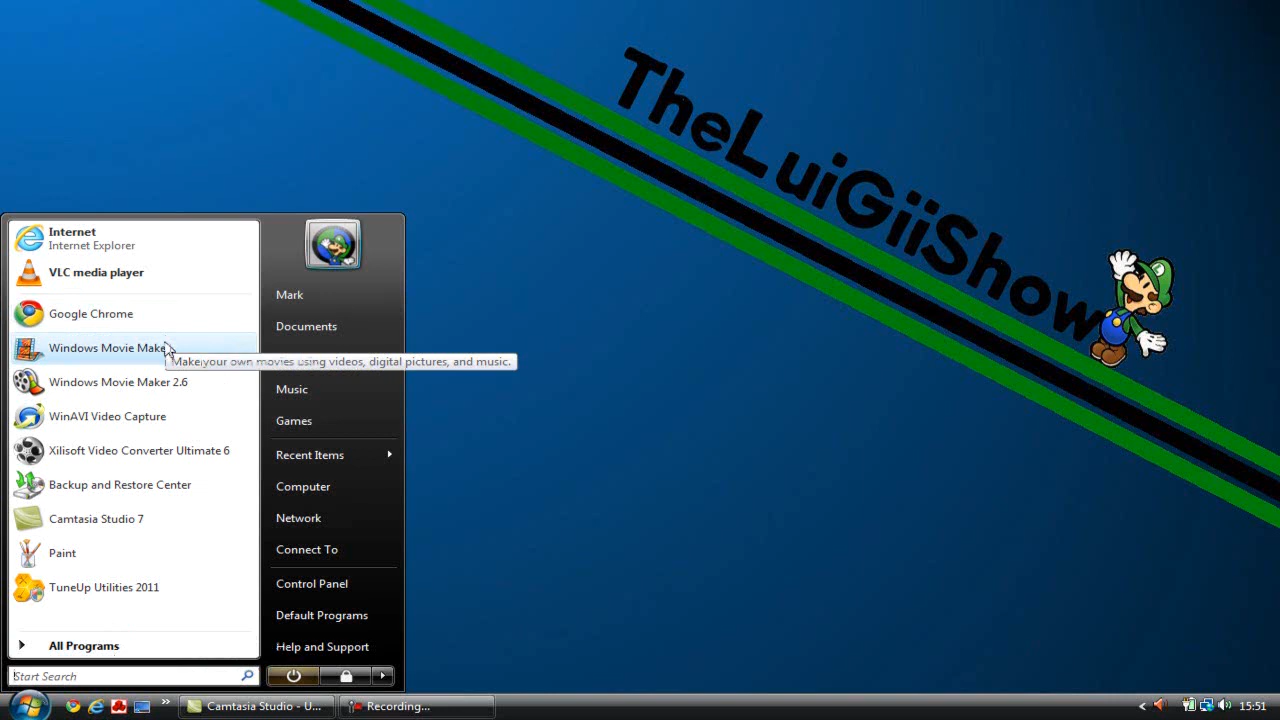 TheLuiGiiShow
Internet
Internet Explorer
VLC media player
Google Chrome
Windows Movie Maker
Make your own movies using videos, digital pictures, and music.
Windows Movie Maker 2.6
WinAVI Video Capture
Xilisoft Video Converter Ultimate 6
Backup and Restore Center
Camtasia Studio 7
Paint
TuneUp Utilities 2011
All Programs
Start Search
Mark
Documents
Music
Games
Recent Items
Computer
Network
Connect To
Control Panel
Default Programs
Help and Support
Camtasia Studio - U...
Recording...
15:51